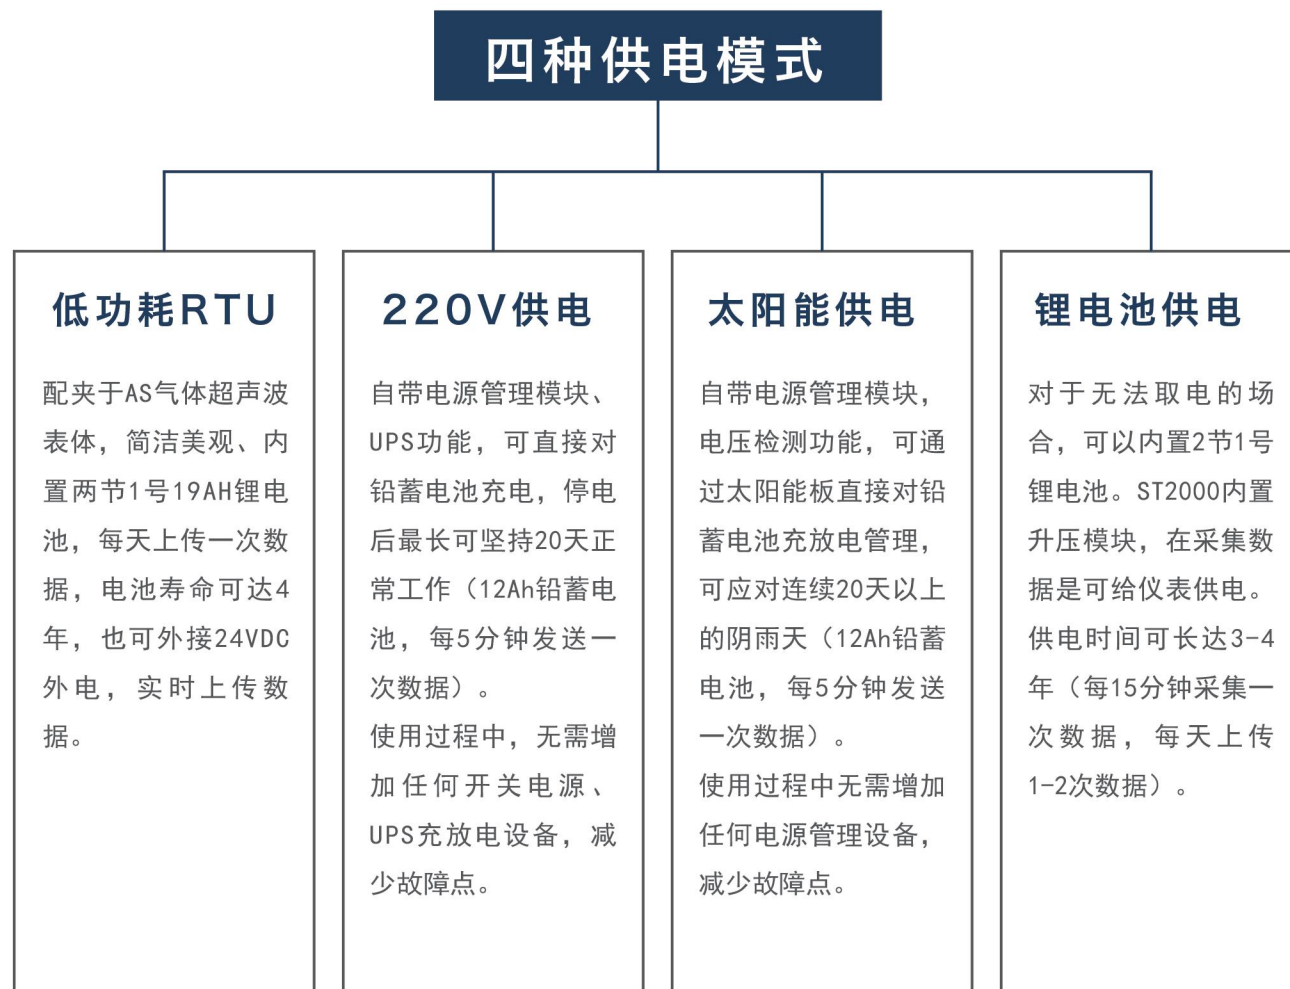 四种供电模式
低功耗RTU
配夹于AS气体超声波
表体，简洁美观、内
置两节1号19AH锂电
池，每天上传一次数
据，电池寿命可达4
年，也可外接24VDC
外电，实时上传数
据。
220V供电
自带电源管理模块、
UPS功能，可直接对
铅蓄电池充电，停电
后最长可坚持20天正
常工作（12Ah铅蓄电
池，每5分钟发送一
次数据）。
使用过程中，无需增
加任何开关电源、
UPS充放电设备，减
少故障点。
太阳能供电
自带电源管理模块，
电压检测功能，可通
过太阳能板直接对铅
蓄电池充放电管理，
可应对连续20天以上
的阴雨天（12Ah铅蓄
电池，每5分钟发送
一次数据）。
使用过程中无需增加
任何电源管理设备，
减少故障点。
锂电池供电
对于无法取电的场
合，可以内置2节1号
锂电池。ST2000内置
升压模块，在采集数
据是可给仪表供电。
供电时间可长达3-4
年（每15分钟采集一
次数据，每天上传
1-2次数据）。